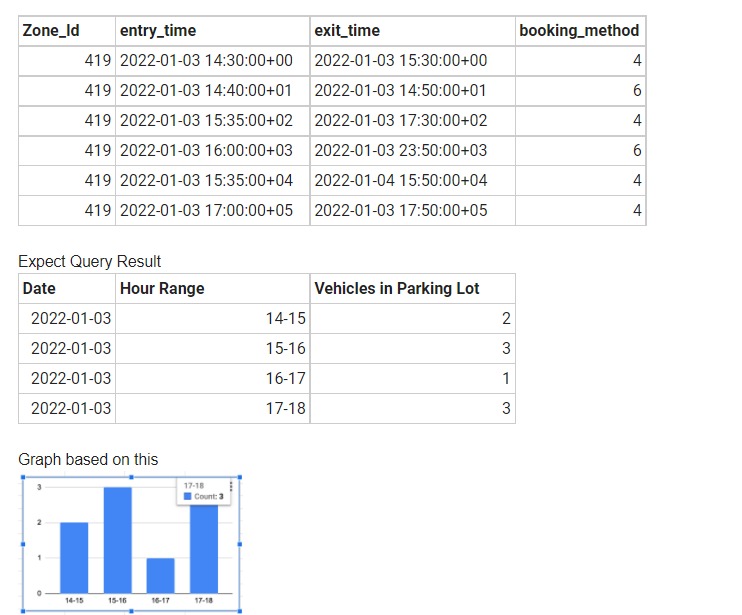 Zone_Id entry_time exit_time booking_method
419 2022-01-03 14:30:00+00 2022-01-03 15:30:00+00 4
419 2022-01-03 14:40:00+01 2022-01-03 14:50:00+01 6
419 2022-01-03 15:35:00+02 2022-01-03 17:30:00+02 4
419 2022-01-03 16:00:00+03 2022-01-03 23:50:00+03 6
419 2022-01-03 15:35:00+04 2022-01-04 15:50:00+04 4
419 2022-01-03 17:00:00+05 2022-01-03 17:50:00+05 4
Expect Query Result
Date Hour Range Vehicles in Parking Lot
2022-01-03 14-15 2
2022-01-03 15-16 3
2022-01-03 16-17 1
2022-01-03 17-18 3
Graph based on this
17-18
Count: 3
3
2
1
0
14-15 15-16 16-17 17-18